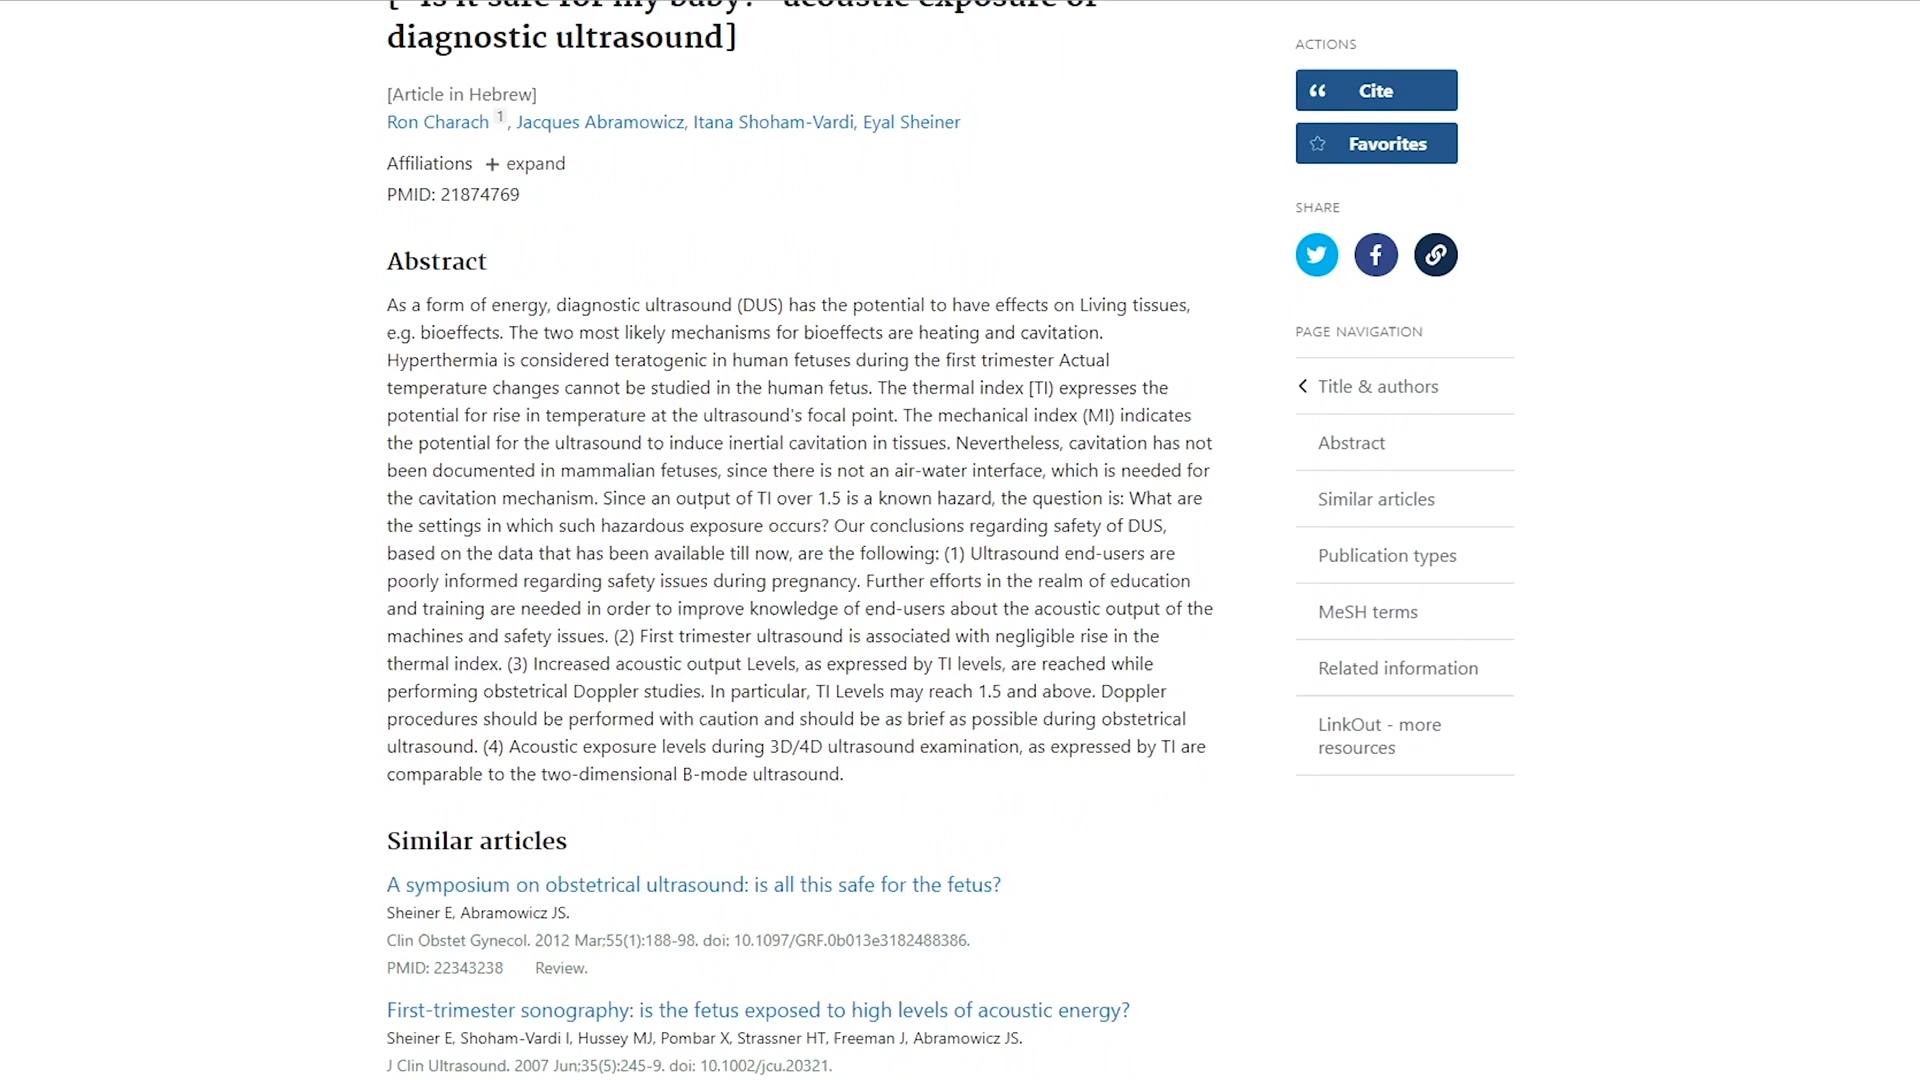 ["Is it safe for my baby?" acoustic exposure of
diagnostic ultrasound]
[Article in Hebrew]
Ron Charach 1, Jacques Abramowicz, Itana Shoham-Vardi, Eyal Sheiner
Affiliations + expand
PMID: 21874769
Abstract
As a form of energy, diagnostic ultrasound (DUS) has the potential to have effects on Living tissues,
e.g. bioeffects. The two most likely mechanisms for bioeffects are heating and cavitation.
Hyperthermia is considered teratogenic in human fetuses during the first trimester Actual
temperature changes cannot be studied in the human fetus. The thermal index [TI) expresses the
potential for rise in temperature at the ultrasound's focal point. The mechanical index (MI) indicates
the potential for the ultrasound to induce inertial cavitation in tissues. Nevertheless, cavitation has not
been documented in mammalian fetuses, since there is not an air-water interface, which is needed for
the cavitation mechanism. Since an output of TI over 1.5 is a known hazard, the question is: What are
the settings in which such hazardous exposure occurs? Our conclusions regarding safety of DUS,
based on the data that has been available till now, are the following: (1) Ultrasound end-users are
poorly informed regarding safety issues during pregnancy. Further efforts in the realm of education
and training are needed in order to improve knowledge of end-users about the acoustic output of the
machines and safety issues. (2) First trimester ultrasound is associated with negligible rise in the
thermal index. (3) Increased acoustic output Levels, as expressed by TI levels, are reached while
performing obstetrical Doppler studies. In particular, TI Levels may reach 1.5 and above. Doppler
procedures should be performed with caution and should be as brief as possible during obstetrical
ultrasound. (4) Acoustic exposure levels during 3D/4D ultrasound examination, as expressed by TI are
comparable to the two-dimensional B-mode ultrasound.
Similar articles
A symposium on obstetrical ultrasound: is all this safe for the fetus?
Sheiner E, Abramowicz JS.
Clin Obstet Gynecol. 2012 Mar;55(1):188-98. doi: 10.1097/GRF.0b013e3182488386.
PMID: 22343238 Review.
First-trimester sonography: is the fetus exposed to high levels of acoustic energy?
Sheiner E, Shoham-Vardi I, Hussey MJ, Pombar X, Strassner HT, Freeman J, Abramowicz JS.
J Clin Ultrasound. 2007 Jun;35(5):245-9. doi: 10.1002/jcu.20321.
ACTIONS
Cite
Favorites
SHARE
PAGE NAVIGATION
Title & authors
Abstract
Similar articles
Publication types
MeSH terms
Related information
LinkOut - more
resources